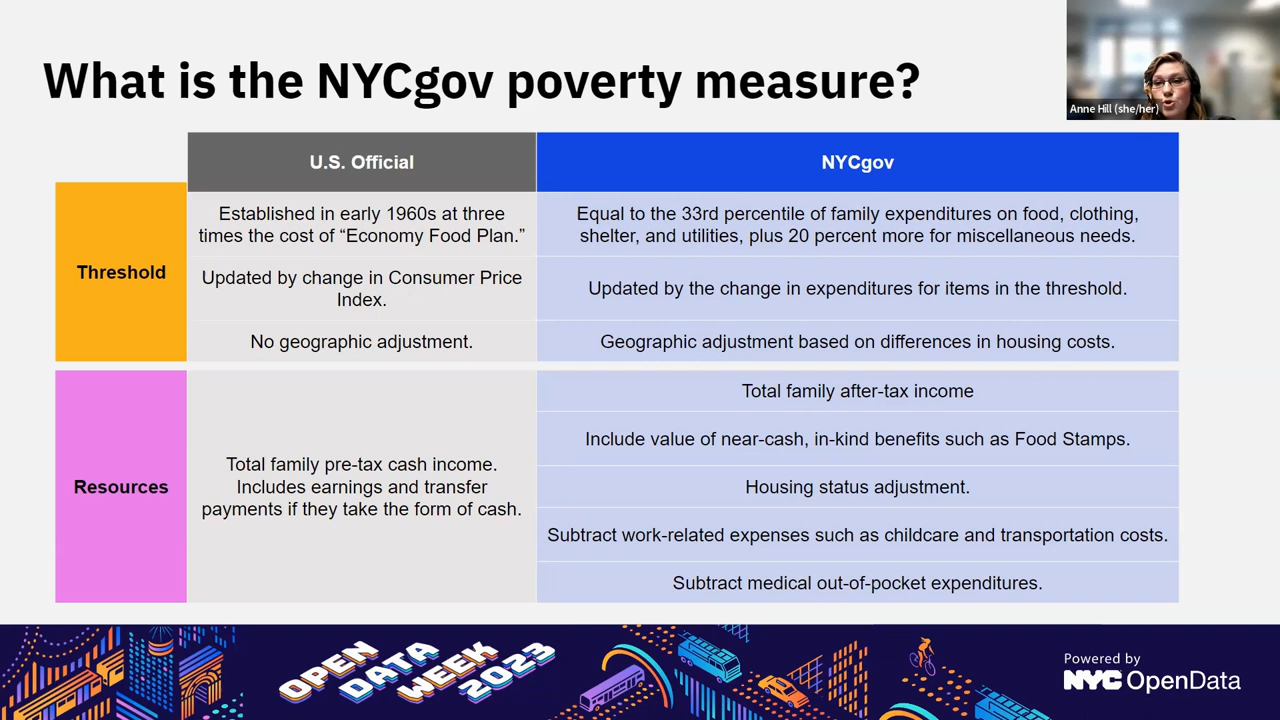 What is the NYCgov poverty measure?
Anne Hill (she/her)
U.S. Official
NYCgov
Threshold
Established in early 1960s at three
times the cost of “Economy Food Plan.”
Equal to the 33rd percentile of family expenditures on food, clothing,
shelter, and utilities, plus 20 percent more for miscellaneous needs.
Updated by change in Consumer Price
Index.
Updated by the change in expenditures for items in the threshold.
No geographic adjustment.
Geographic adjustment based on differences in housing costs.
Resources
Total family pre-tax cash income.
Includes earnings and transfer
payments if they take the form of cash.
Total family after-tax income
Include value of near-cash, in-kind benefits such as Food Stamps.
Housing status adjustment.
Subtract work-related expenses such as childcare and transportation costs.
Subtract medical out-of-pocket expenditures.
OPEN
DATA
WEEK
2023
Powered by
NYC OpenData